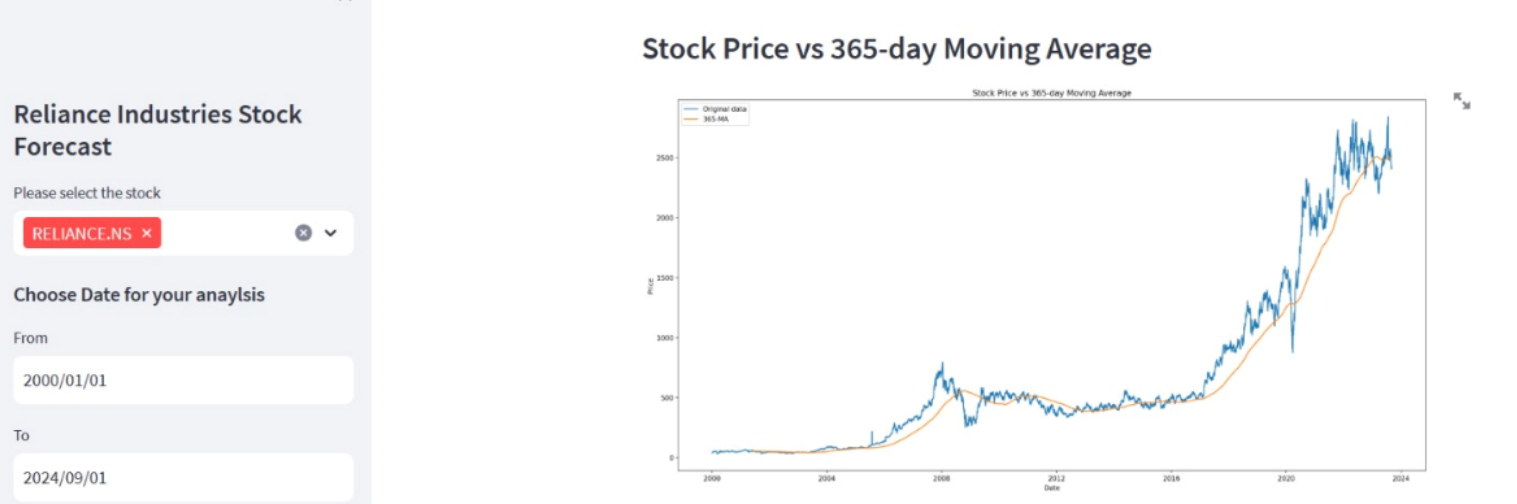 Reliance Industries Stock
Forecast
Please select the stock
RELIANCE.NS ×
Choose Date for your anaylsis
From
2000/01/01
To
2024/09/01
Stock Price vs 365-day Moving Average
Stock Price vs 365-day Moving Average
Original data
365-MA
Price
2500
2000
1500
1000
500
0
2000 2004 2008 2012 2016 2020 2024
Date